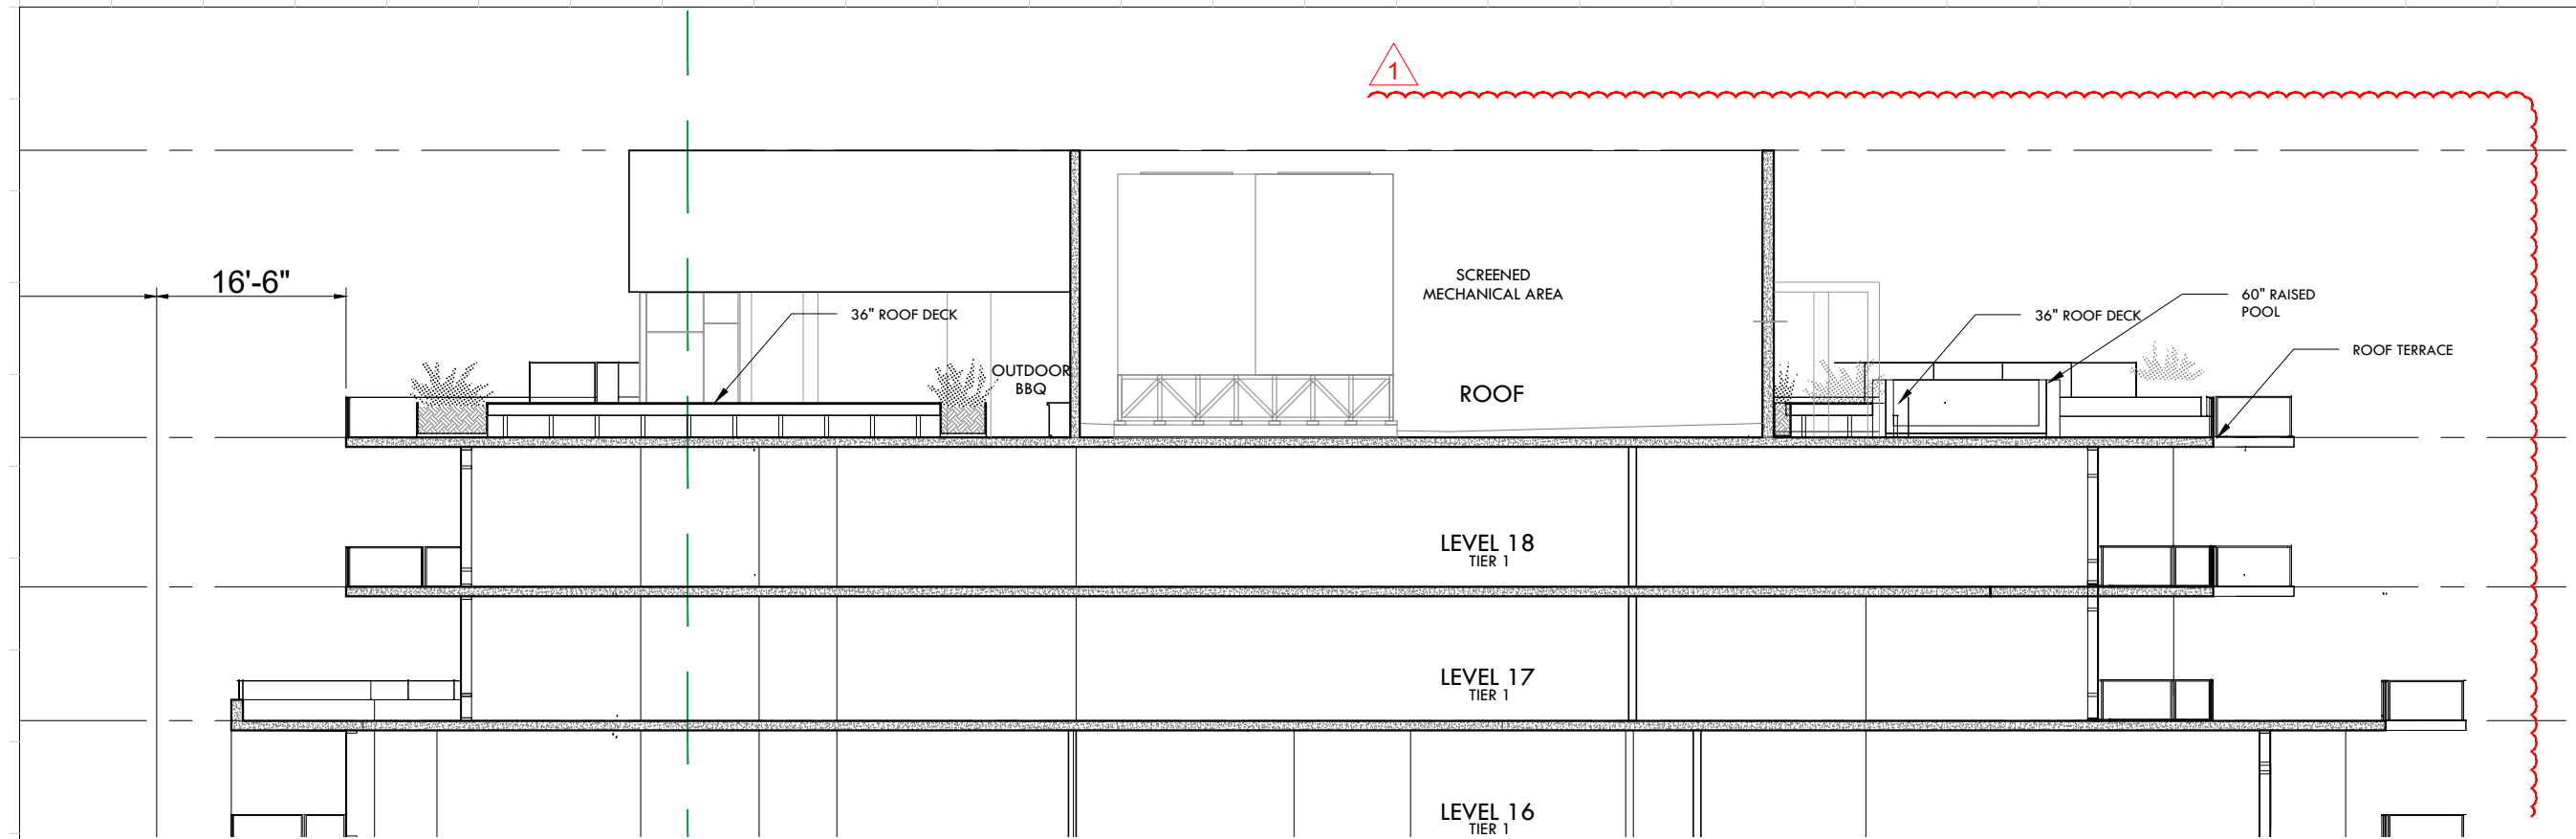 1
16'-6"
SCREENED
MECHANICAL AREA
36" ROOF DECK
36" ROOF DECK
60" RAISED
POOL
ROOF TERRACE
OUTDOOR
BBQ
ROOF
LEVEL 18
TIER 1
LEVEL 17
TIER 1
LEVEL 16
TIER 1